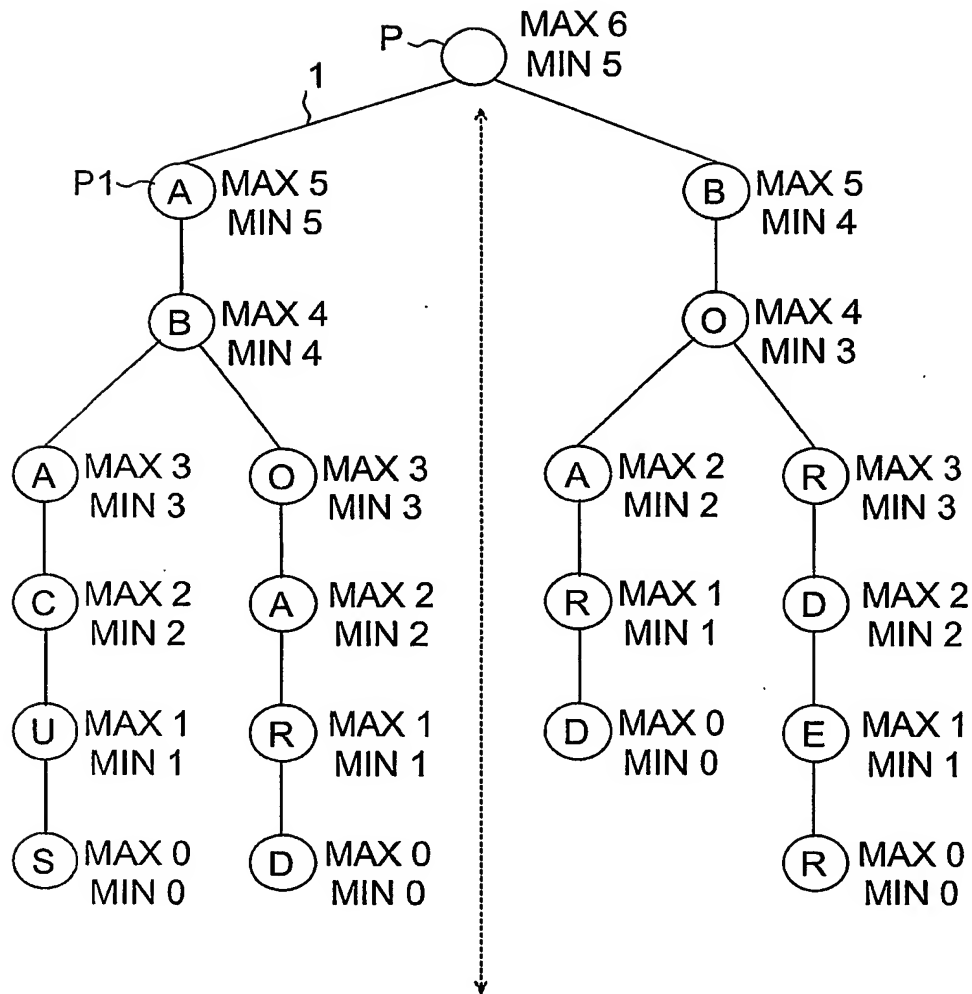 P
MAX 6
MIN 5
1
P1
A
MAX 5
MIN 5
B
MAX 5
MIN 4
B
MAX 4
MIN 4
O
MAX 4
MIN 3
A
MAX 3
MIN 3
O
MAX 3
MIN 3
A
MAX 2
MIN 2
R
MAX 3
MIN 3
C
MAX 2
MIN 2
A
MAX 2
MIN 2
R
MAX 1
MIN 1
D
MAX 2
MIN 2
U
MAX 1
MIN 1
R
MAX 1
MIN 1
D
MAX 0
MIN 0
E
MAX 1
MIN 1
S
MAX 0
MIN 0
D
MAX 0
MIN 0
R
MAX 0
MIN 0